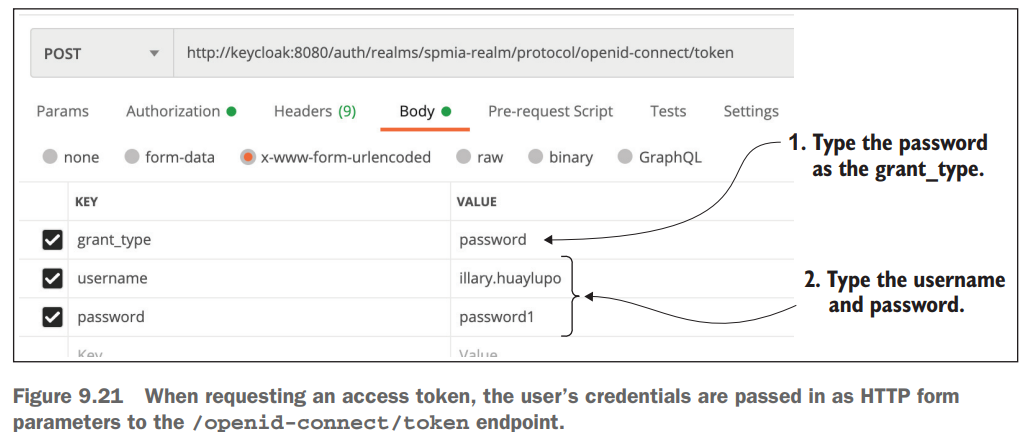 POST http://keycloak:8080/auth/realms/spmia-realm/protocol/openid-connect/token
Params Authorization Headers (9) Body Pre-request Script Tests Settings
none form-data x-www-form-urlencoded raw binary GraphQL
1. Type the password
as the grant_type.
KEY VALUE
grant_type password
username illary.huaylupo
password password1
2. Type the username
and password.
Key Value
Figure 9.21 When requesting an access token, the user's credentials are passed in as HTTP form
parameters to the /openid-connect/token endpoint.